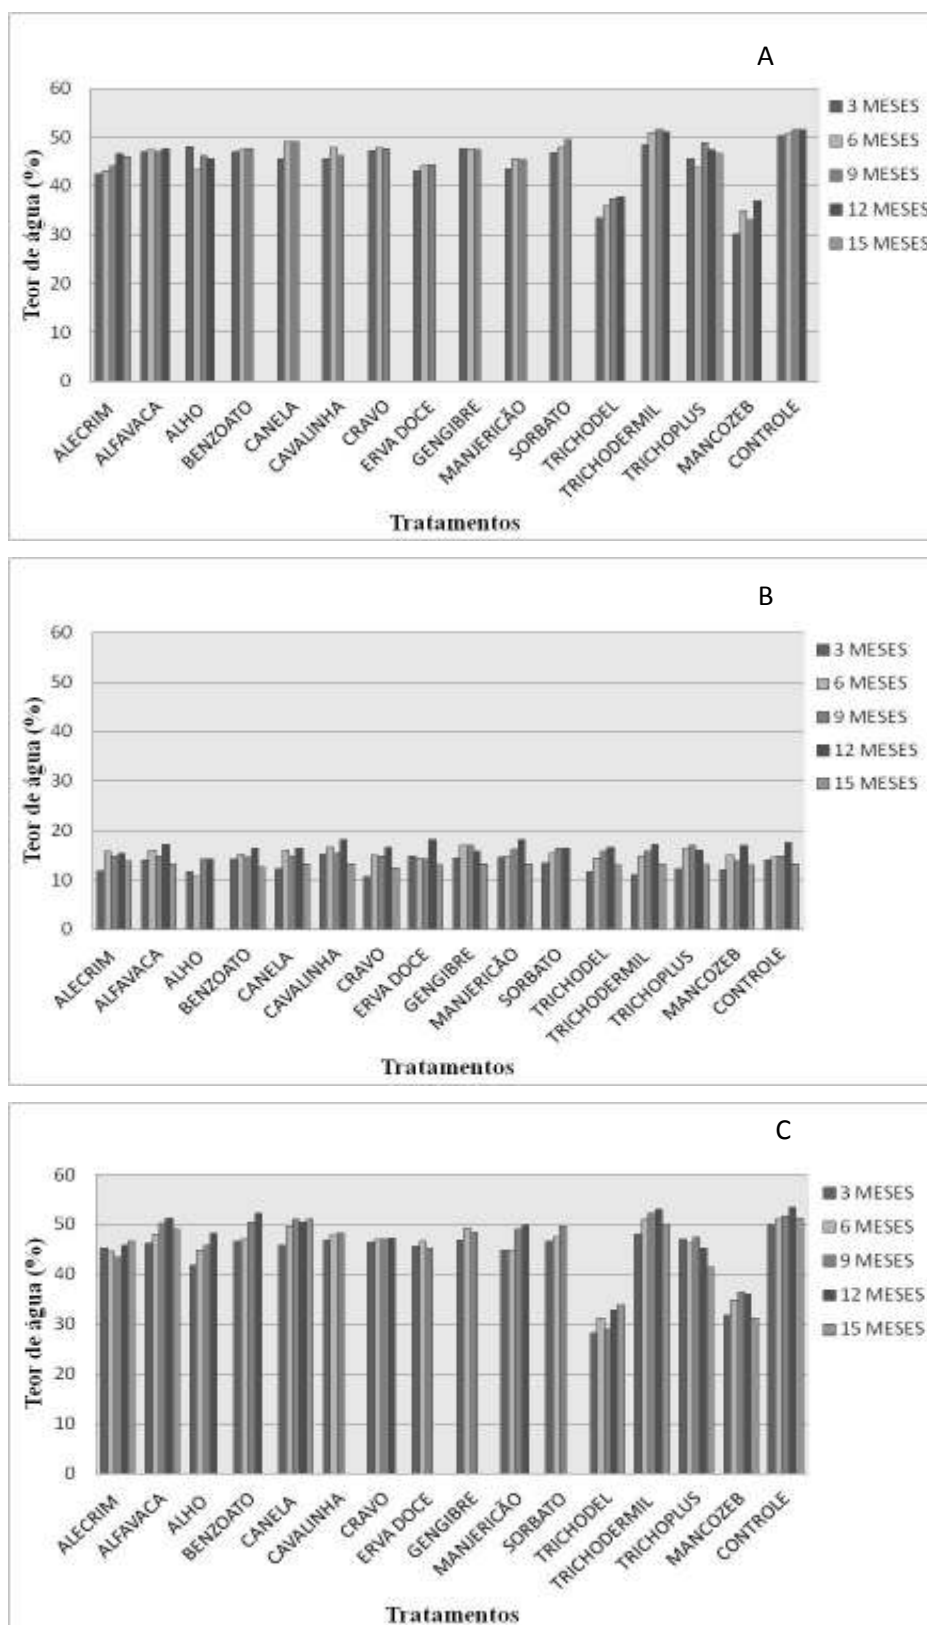 A
Teor de água (%)
60
50
40
30
20
10
0
3 MESES
6 MESES
9 MESES
12 MESES
15 MESES
ALECRIM
ALFAVACA
ALHO
BENZOATO
CANELA
CAVALINHA
CRAVO
ERVA DOCE
GENGIBRE
MANJERICÃO
SORBATO
TRICHODEL
TRICHODERMIL
TRICHOPLUS
MANCOZEB
CONTROLE
Tratamentos
B
Teor de água (%)
60
50
40
30
20
10
0
3 MESES
6 MESES
9 MESES
12 MESES
15 MESES
ALECRIM
ALFAVACA
ALHO
BENZOATO
CANELA
CAVALINHA
CRAVO
ERVA DOCE
GENGIBRE
MANJERICÃO
SORBATO
TRICHODEL
TRICHODERMIL
TRICHOPLUS
MANCOZEB
CONTROLE
Tratamentos
C
Teor de água (%)
60
50
40
30
20
10
0
3 MESES
6 MESES
9 MESES
12 MESES
15 MESES
ALECRIM
ALFAVACA
ALHO
BENZOATO
CANELA
CAVALINHA
CRAVO
ERVA DOCE
GENGIBRE
MANJERICÃO
SORBATO
TRICHODEL
TRICHODERMIL
TRICHOPLUS
MANCOZEB
CONTROLE
Tratamentos